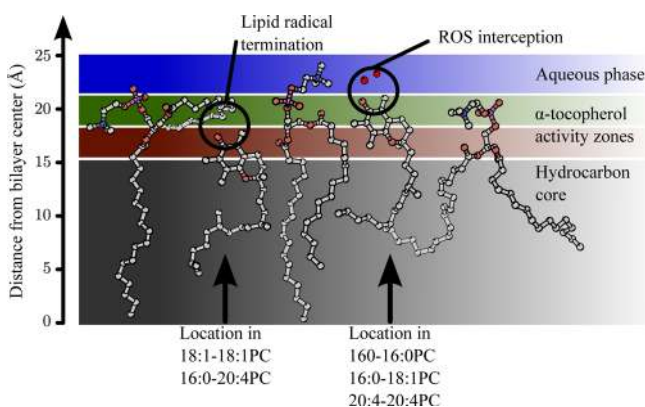 Lipid radical
termination
ROS interception
25
20
15
10
5
0
Distance from bilayer center (Å)
Aqueous phase
α-tocopherol
activity zones
Hydrocarbon
core
Location in
18:1-18:1PC
16:0-20:4PC
Location in
160-16:0PC
16:0-18:1PC
20:4-20:4PC